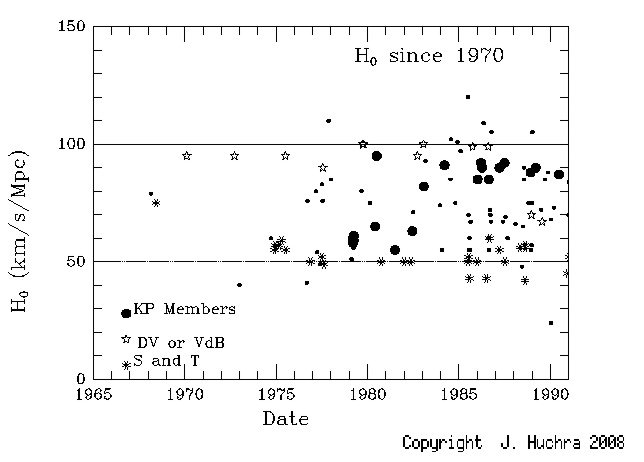 150
H0 since 1970
100
H0 (km/s/Mpc)
50
KP Members
DV or VdB
S and T
0
1965 1970 1975 1980 1985 1990
Date
Copyright J. Huchra 2008